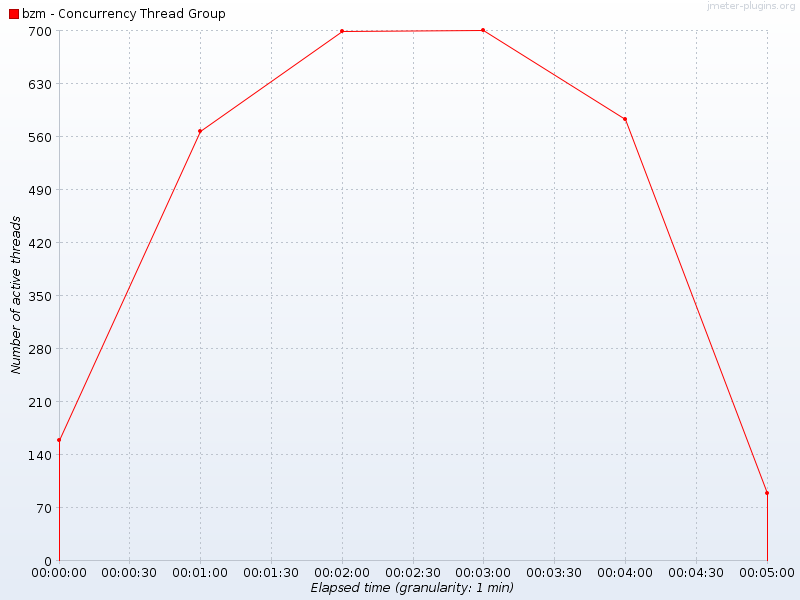 jmeter-plugins.org
bzm - Concurrency Thread Group
700
630
560
490
420
350
280
210
140
70
0
Number of active threads
00:00:00 00:00:30 00:01:00 00:01:30 00:02:00 00:02:30 00:03:00 00:03:30 00:04:00 00:04:30 00:05:00
Elapsed time (granularity: 1 min)